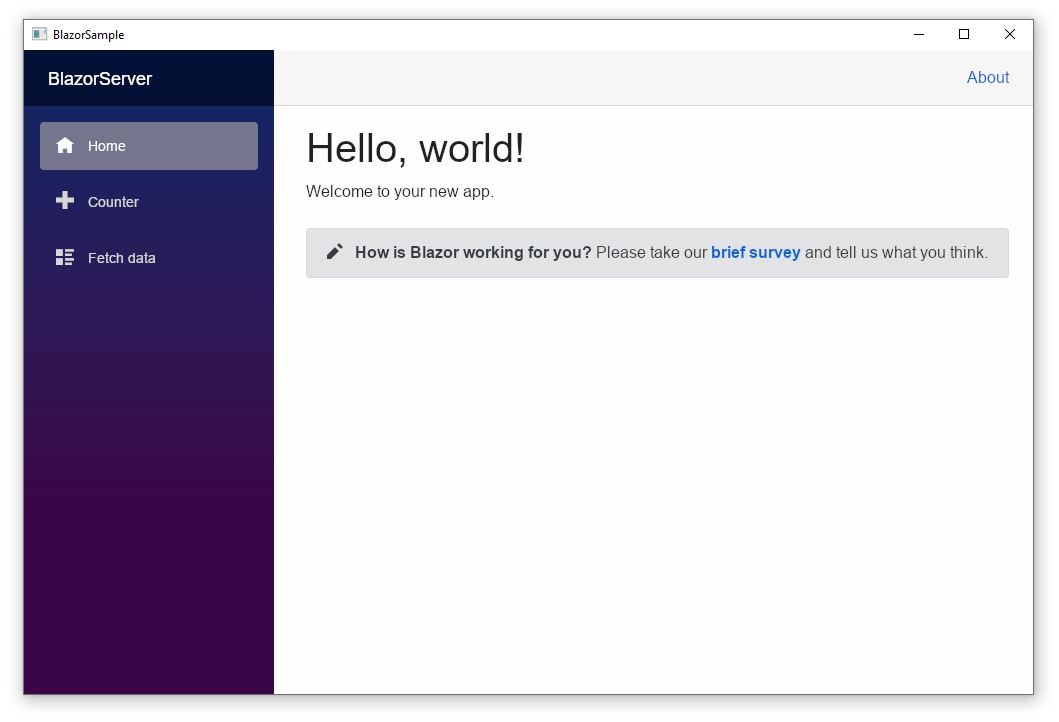 BlazorSample
BlazorServer
About
Home
Counter
Fetch data
Hello, world!
Welcome to your new app.
How is Blazor working for you? Please take our brief survey and tell us what you think.